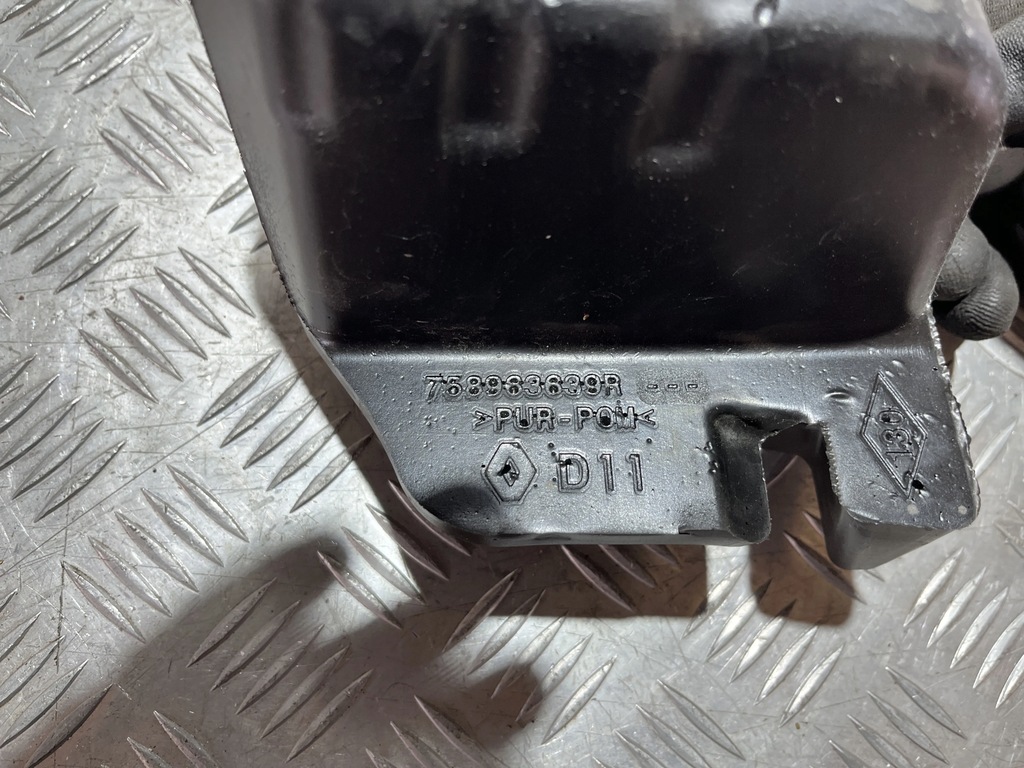 758983639R ---
>PUR-POM<
D11
130